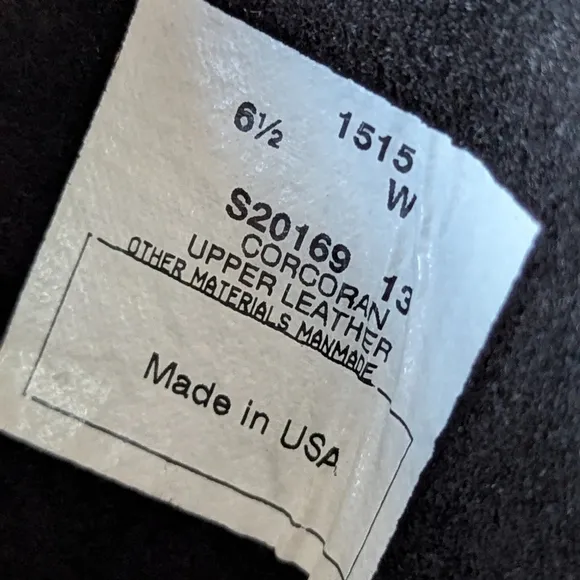 6½ 1515
W
S20169 13
CORCORAN
UPPER LEATHER
OTHER MATERIALS MANMADE
Made in USA